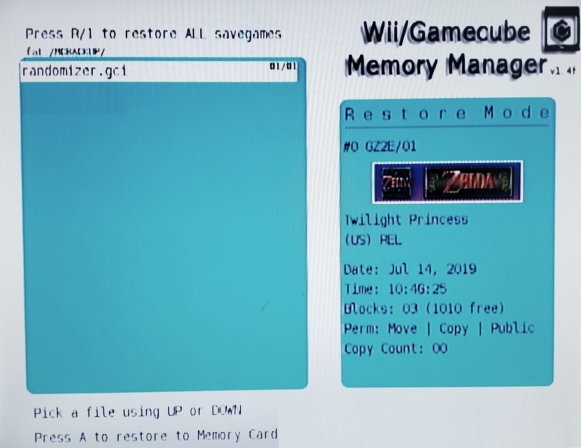 Press R/1 to restore ALL savegames
fat /MCBACKUP/
randomizer.gci 01/01
Pick a file using UP or DOWN
Press A to restore to Memory Card
Wii/Gamecube
Memory Manager v1.4f
Restore Mode
#0 GZ2E/01
ZELDA
Twilight Princess
(US) REL
Date: Jul 14, 2019
Time: 10:46:25
Blocks: 03 (1010 free)
Perm: Move | Copy | Public
Copy Count: 00